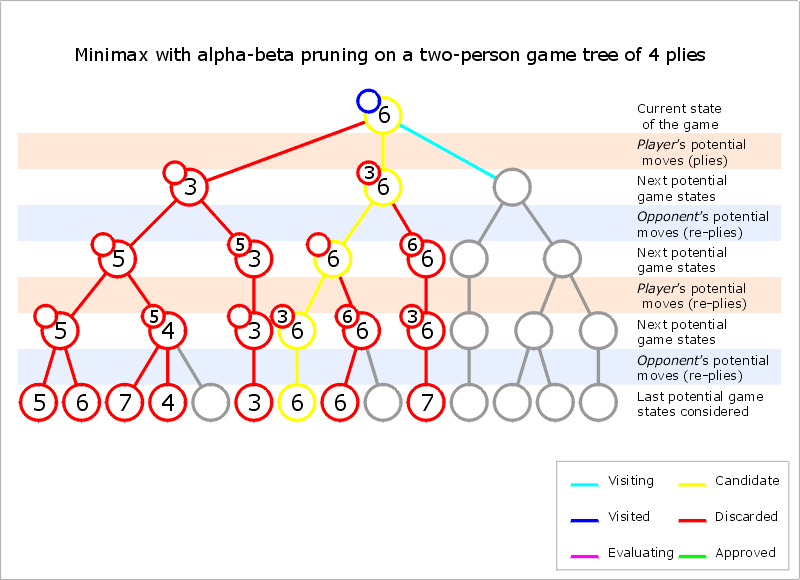 Minimax with alpha-beta pruning on a two-person game tree of 4 plies
6
Current state
of the game
Player's potential
moves (plies)
3
3
6
Next potential
game states
Opponent's potential
moves (re-plies)
5
5
3
6
6
6
Next potential
game states
Player's potential
moves (re-plies)
5
5
4
3
3
6
6
6
3
6
Next potential
game states
Opponent's potential
moves (re-plies)
5
6
7
4
3
6
6
7
Last potential game
states considered
Visiting
Candidate
Visited
Discarded
Evaluating
Approved